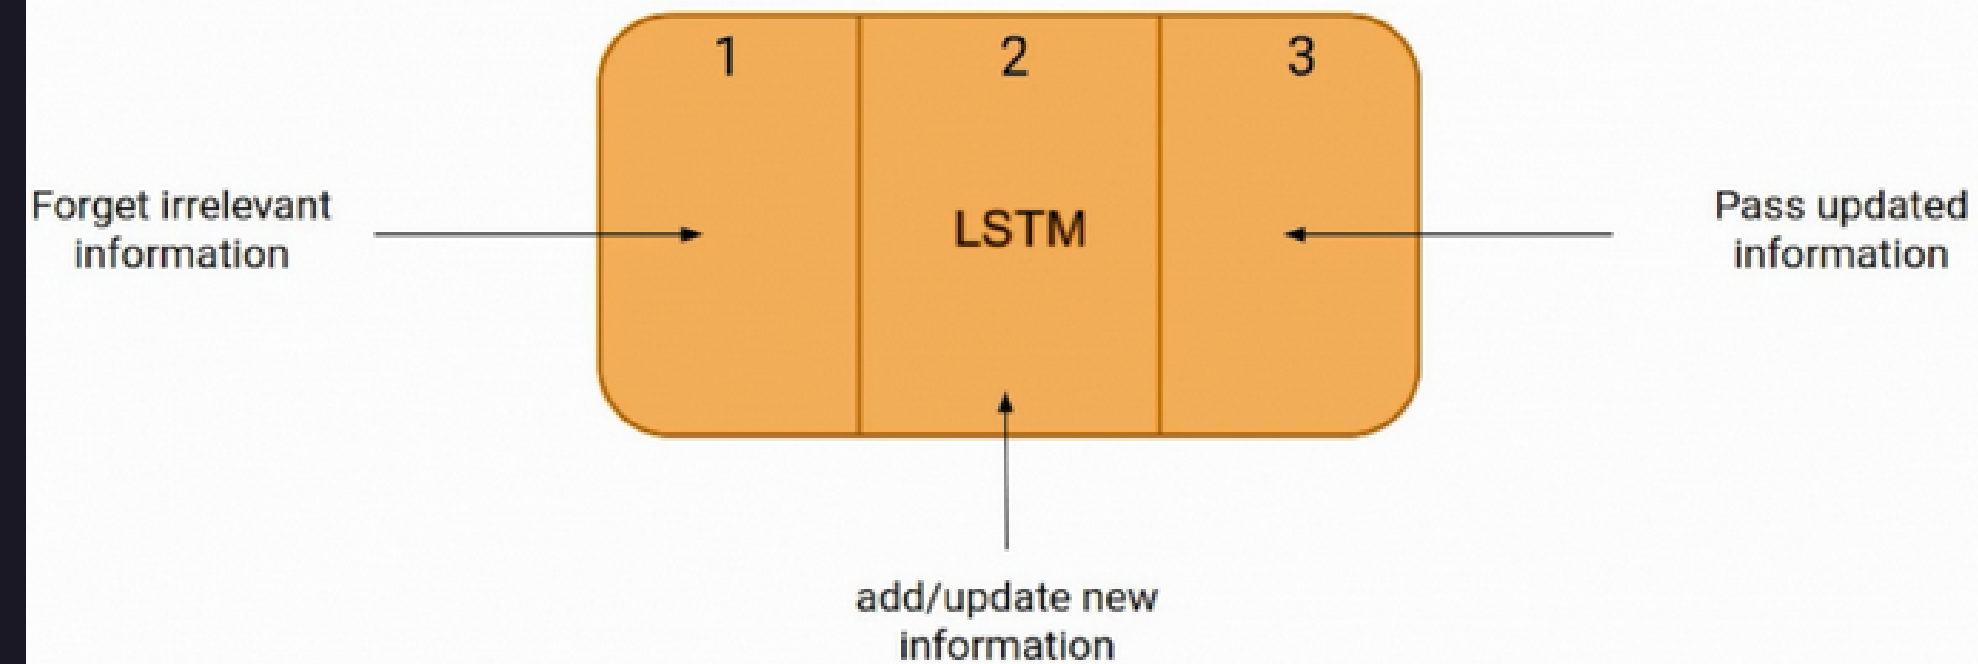 1
2
3
Forget irrelevant
information
LSTM
Pass updated
information
add/update new
information